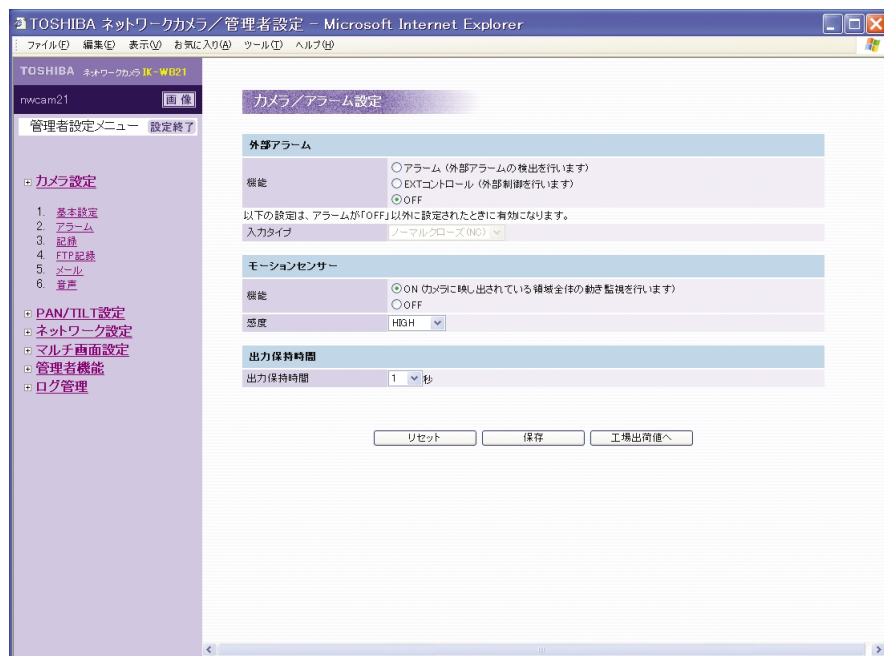 TOSHIBA ネットワークカメラ／管理者設定 - Microsoft Internet Explorer
ファイル(F) 編集(E) 表示(V) お気に入り(A) ツール(T) ヘルプ(H)
TOSHIBA ネットワークカメラ IK-WB21
nwcam21 画像
管理者設定メニュー 設定終了
カメラ設定
1. 基本設定
2. アラーム
3. 記録
4. FTP記録
5. メール
6. 音声
PAN/TILT設定
ネットワーク設定
マルチ画面設定
管理者機能
ログ管理
カメラ／アラーム設定
外部アラーム
機能
アラーム (外部アラームの検出を行います)
EXTコントロール (外部制御を行います)
OFF
以下の設定は、アラームが「OFF」以外に設定されたときに有効になります。
入力タイプ ノーマルクローズ(NC)
モーションセンサー
機能
ON (カメラに映し出されている領域全体の動き監視を行います)
OFF
感度 HIGH
出力保持時間
出力保持時間 1 秒
リセット 保存 工場出荷値へ